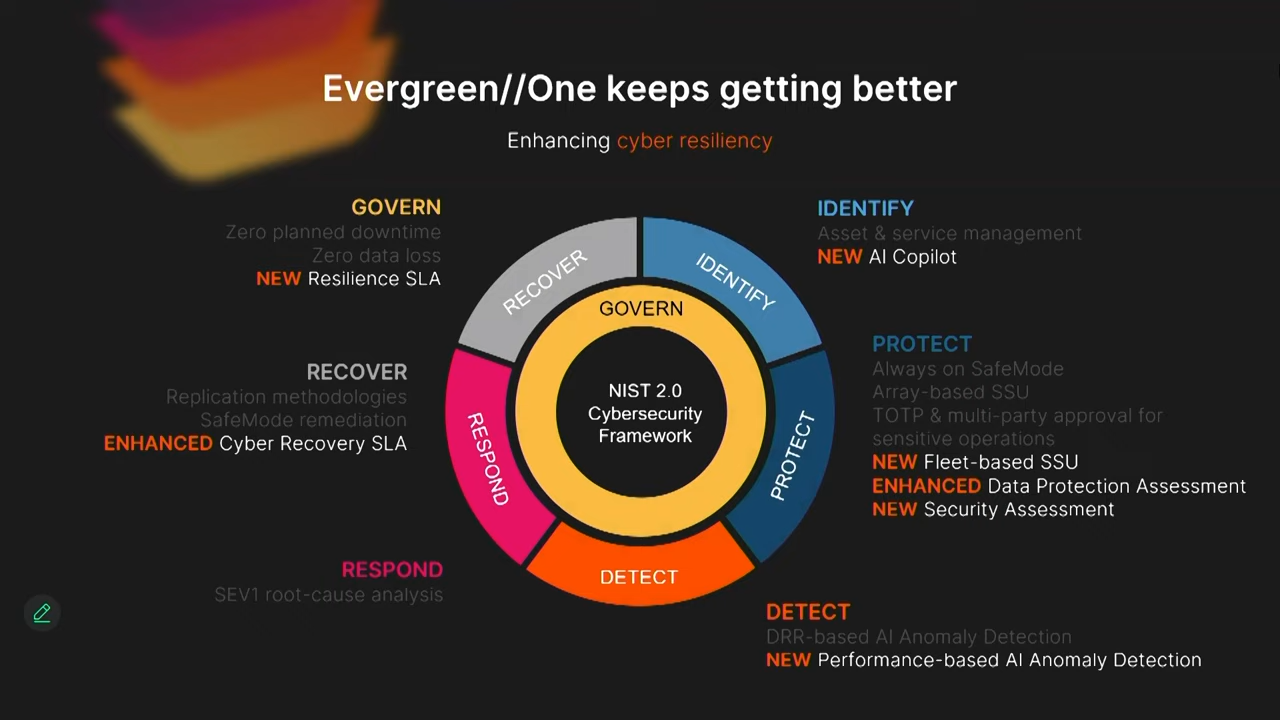 Evergreen//One keeps getting better
Enhancing cyber resiliency
GOVERN
Zero planned downtime
Zero data loss
NEW Resilience SLA
RECOVER
Replication methodologies
SafeMode remediation
ENHANCED Cyber Recovery SLA
RESPOND
SEV1 root-cause analysis
RECOVER
IDENTIFY
GOVERN
NIST 2.0
Cybersecurity
Framework
RESPOND
PROTECT
DETECT
IDENTIFY
Asset & service management
NEW AI Copilot
PROTECT
Always on SafeMode
Array-based SSU
TOTP & multi-party approval for
sensitive operations
NEW Fleet-based SSU
ENHANCED Data Protection Assessment
NEW Security Assessment
DETECT
DRR-based AI Anomaly Detection
NEW Performance-based AI Anomaly Detection